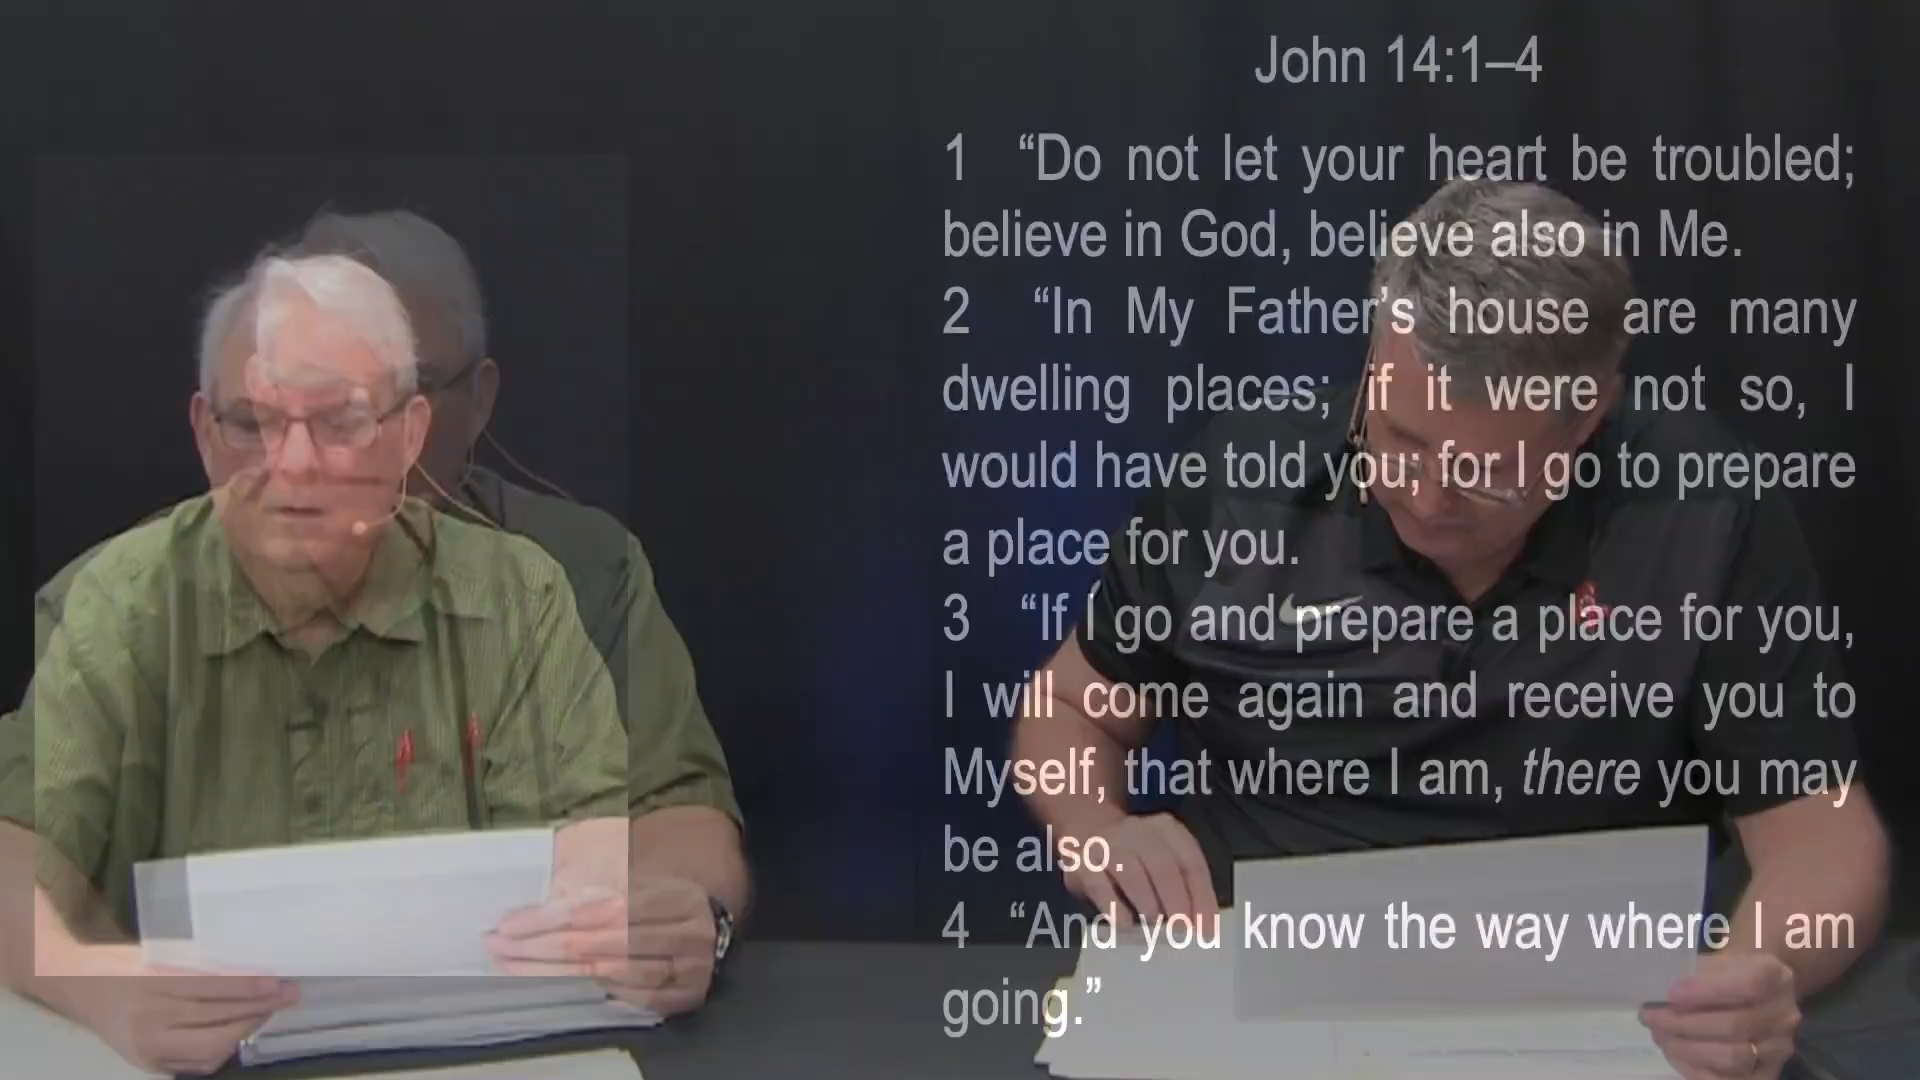 John 14:1–4
1 “Do not let your heart be troubled;
believe in God, believe also in Me.
2 “In My Father’s house are many
dwelling places; if it were not so, I
would have told you; for I go to prepare
a place for you.
3 “If I go and prepare a place for you,
I will come again and receive you to
Myself, that where I am, there you may
be also.
4 “And you know the way where I am
going.”